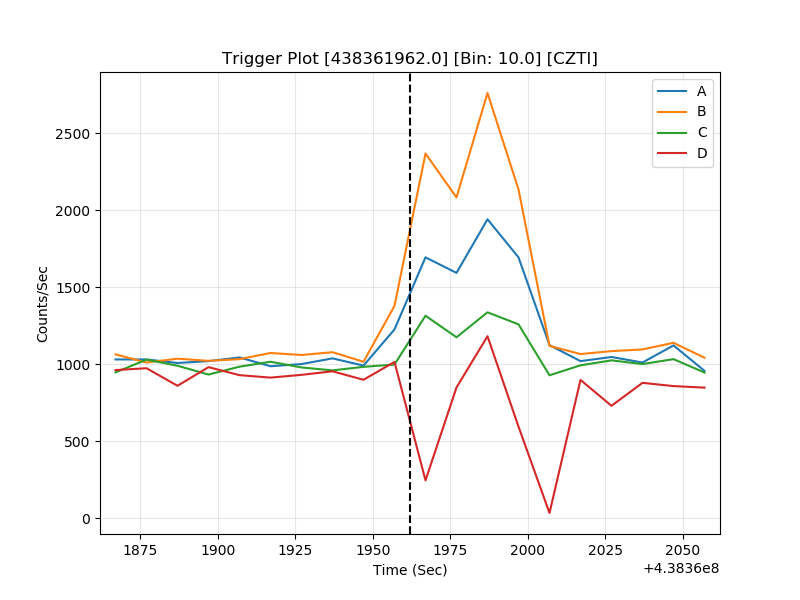 Trigger Plot [438361962.0] [Bin: 10.0] [CZTI]
A
B
C
D
2500
2000
1500
1000
500
0
Counts/Sec
1875 1900 1925 1950 1975 2000 2025 2050
Time (Sec)
+4.3836e8